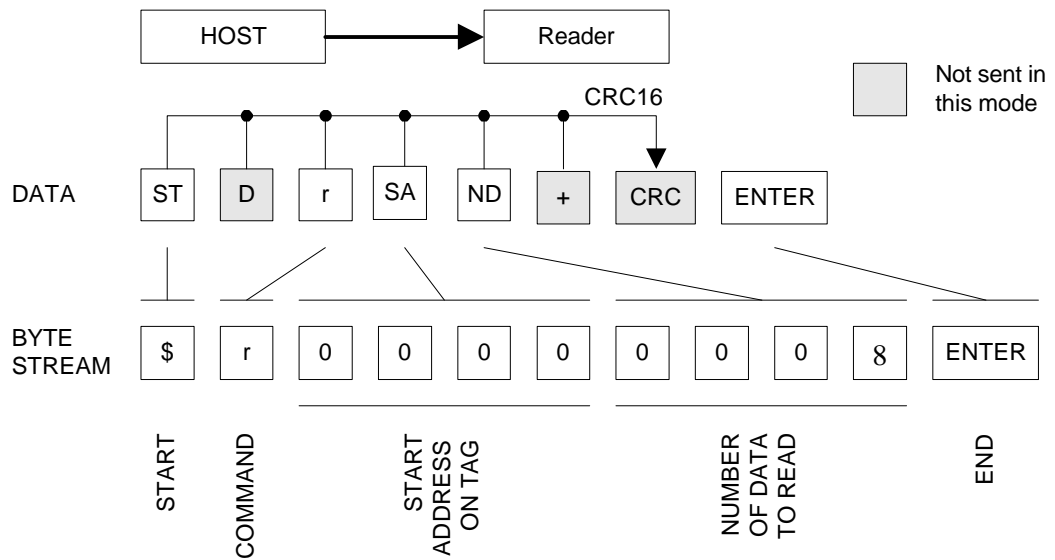 HOST Reader
Not sent in
this mode
CRC16
DATA ST D r SA ND + CRC ENTER
BYTE
STREAM $ r 0 0 0 0 0 0 0 8 ENTER
START
COMMAND
START
ADDRESS
ON TAG
NUMBER
OF DATA
TO READ
END